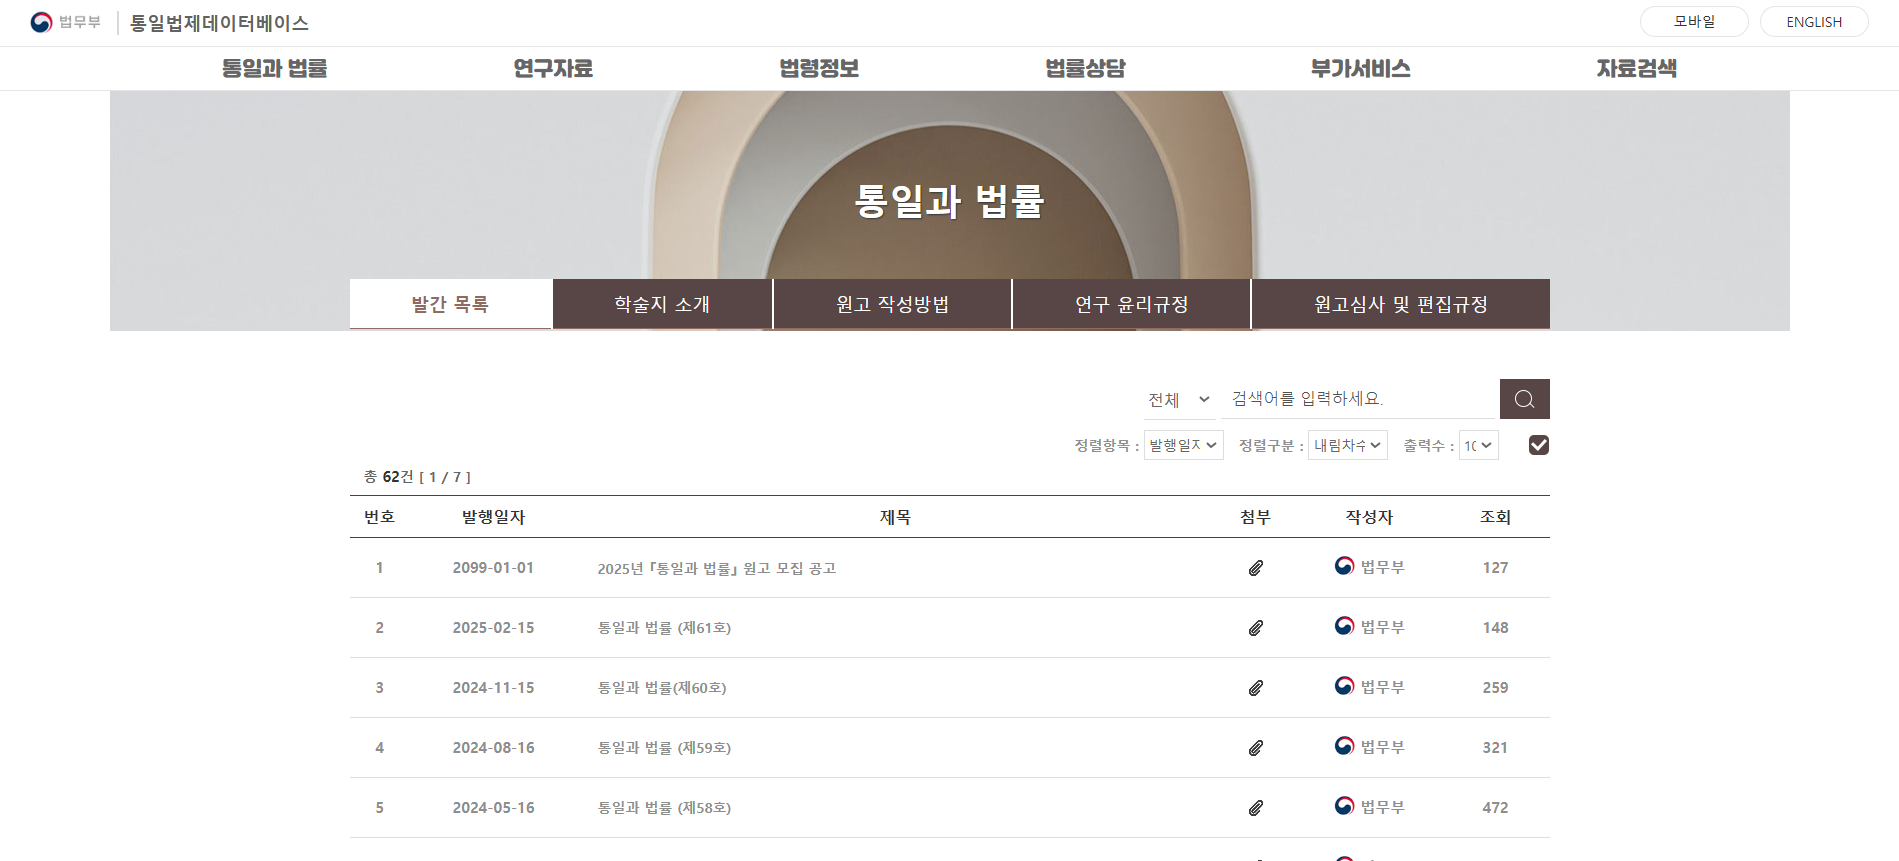 법무부 통일법제데이터베이스 모바일 ENGLISH
통일과 법률 연구자료 법령정보 법률상담 부가서비스 자료검색
통일과 법률
발간 목록 학술지 소개 원고 작성방법 연구 윤리규정 원고심사 및 편집규정
전체 검색어를 입력하세요.
정렬항목 : 발행일자 정렬구분 : 내림차수 출력수 : 10
총 62건 [ 1 / 7 ]
번호 발행일자 제목 첨부 작성자 조회
1 2099-01-01 2025년 「통일과 법률」 원고 모집 공고 법무부 127
2 2025-02-15 통일과 법률 (제61호) 법무부 148
3 2024-11-15 통일과 법률(제60호) 법무부 259
4 2024-08-16 통일과 법률 (제59호) 법무부 321
5 2024-05-16 통일과 법률 (제58호) 법무부 472